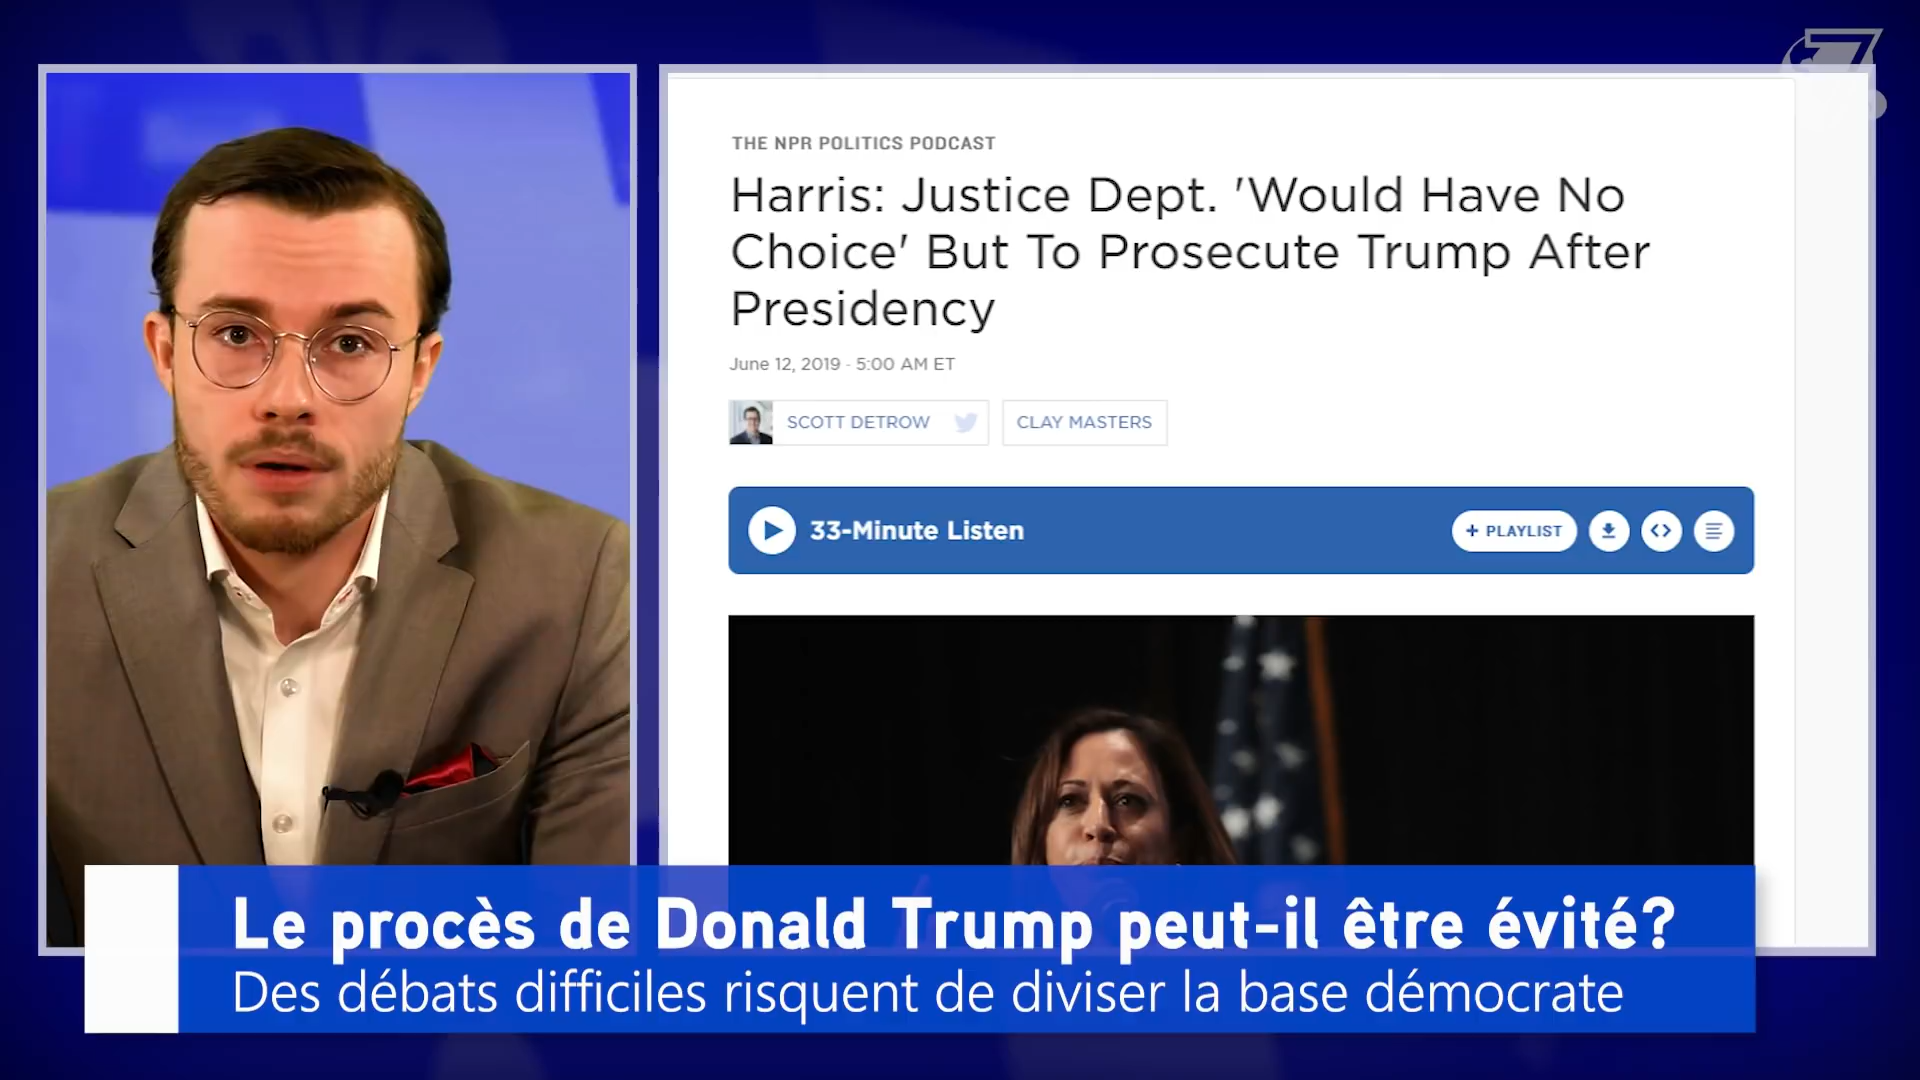 THE NPR POLITICS PODCAST
Harris: Justice Dept. 'Would Have No
Choice' But To Prosecute Trump After
Presidency
June 12, 2019 · 5:00 AM ET
SCOTT DETROW
CLAY MASTERS
33-Minute Listen
+ PLAYLIST
Le procès de Donald Trump peut-il être évité?
Des débats difficiles risquent de diviser la base démocrate